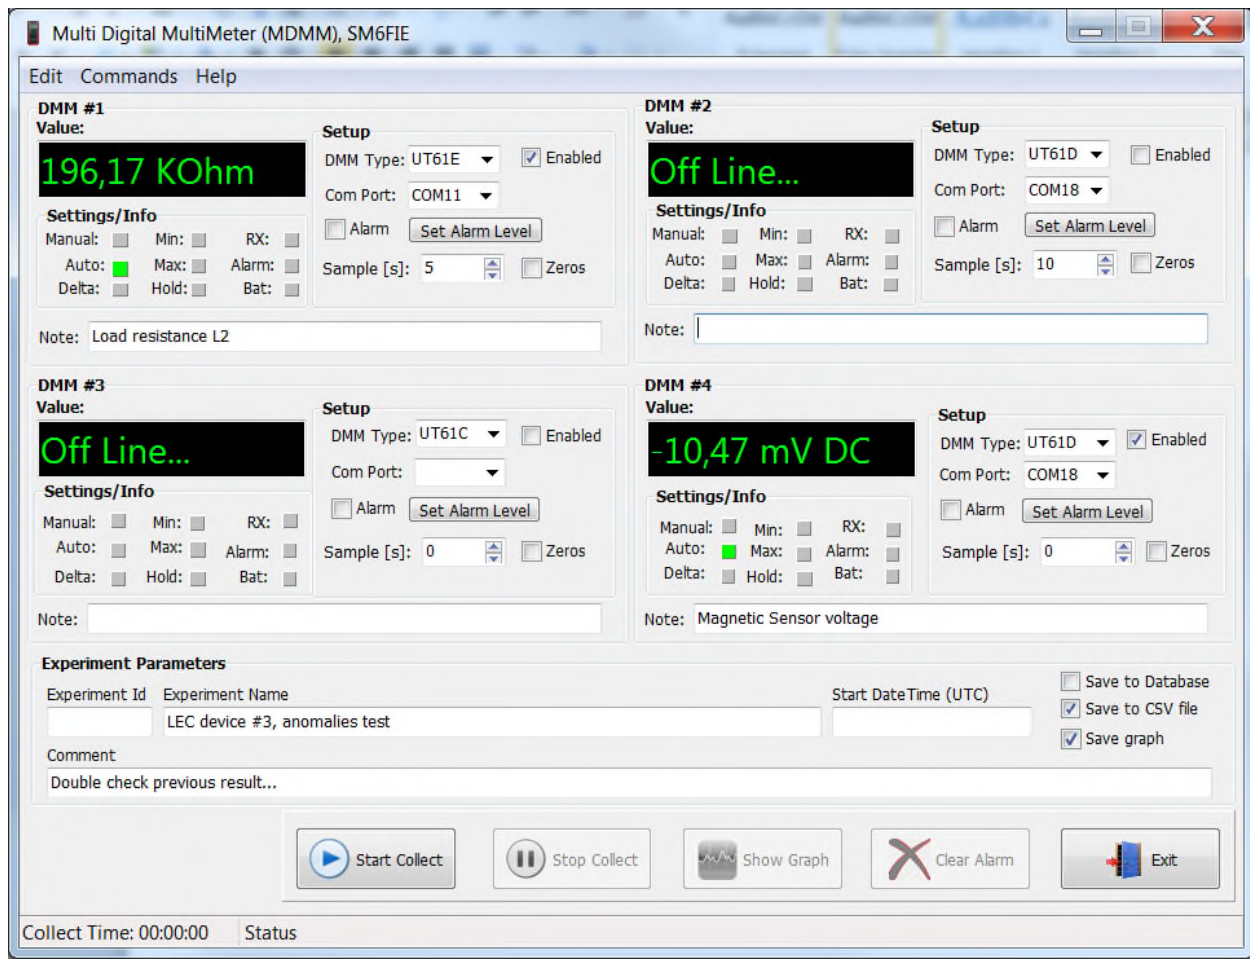 Multi Digital MultiMeter (MDMM), SM6FIE
Edit Commands Help
DMM #1
Value:
196,17 KOhm
Setup
DMM Type: UT61E Enabled
Com Port: COM11
Alarm Set Alarm Level
Sample [s]: 5 Zeros
Settings/Info
Manual: Min: RX:
Auto: Max: Alarm:
Delta: Hold: Bat:
Note: Load resistance L2
DMM #2
Value:
Off Line...
Setup
DMM Type: UT61D Enabled
Com Port: COM18
Alarm Set Alarm Level
Sample [s]: 10 Zeros
Settings/Info
Manual: Min: RX:
Auto: Max: Alarm:
Delta: Hold: Bat:
Note:
DMM #3
Value:
Off Line...
Setup
DMM Type: UT61C Enabled
Com Port:
Alarm Set Alarm Level
Sample [s]: 0 Zeros
Settings/Info
Manual: Min: RX:
Auto: Max: Alarm:
Delta: Hold: Bat:
Note:
DMM #4
Value:
-10,47 mV DC
Setup
DMM Type: UT61D Enabled
Com Port: COM18
Alarm Set Alarm Level
Sample [s]: 0 Zeros
Settings/Info
Manual: Min: RX:
Auto: Max: Alarm:
Delta: Hold: Bat:
Note: Magnetic Sensor voltage
Experiment Parameters
Experiment Id Experiment Name Start DateTime (UTC)
LEC device #3, anomalies test
Save to Database
Save to CSV file
Save graph
Comment
Double check previous result...
Start Collect Stop Collect Show Graph Clear Alarm Exit
Collect Time: 00:00:00 Status